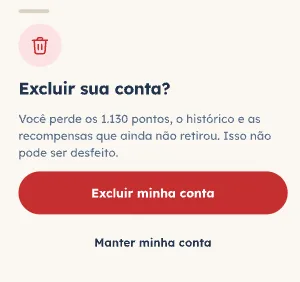 Excluir sua conta?
Você perde os 1.130 pontos, o histórico e as
recompensas que ainda não retirou. Isso não
pode ser desfeito.
Excluir minha conta
Manter minha conta